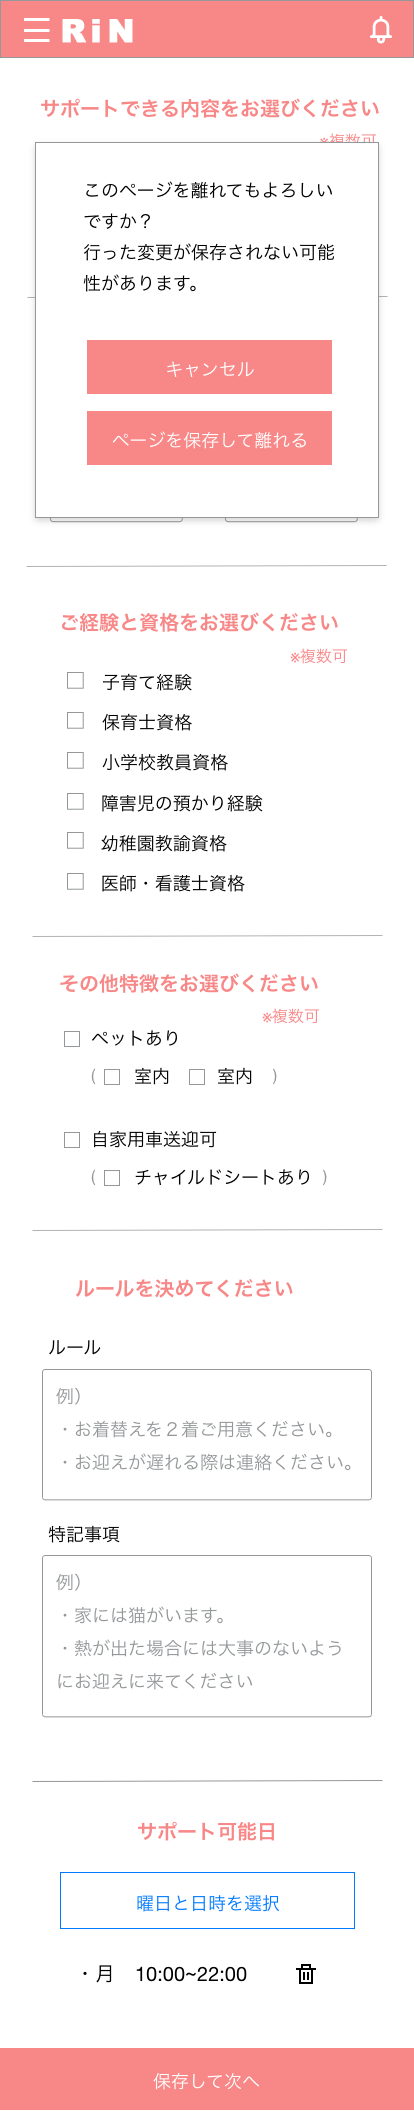 RiN
サポートできる内容をお選びください
※複数可
このページを離れてもよろしい
ですか？
行った変更が保存されない可能
性があります。
キャンセル
ページを保存して離れる
ご経験と資格をお選びください
※複数可
子育て経験
保育士資格
小学校教員資格
障害児の預かり経験
幼稚園教諭資格
医師・看護士資格
その他特徴をお選びください
※複数可
ペットあり
（ 室内 室内 ）
自家用車送迎可
（ チャイルドシートあり ）
ルールを決めてください
ルール
例）
・お着替えを２着ご用意ください。
・お迎えが遅れる際は連絡ください。
特記事項
例）
・家には猫がいます。
・熱が出た場合には大事のないよう
にお迎えに来てください
サポート可能日
曜日と日時を選択
・月 10:00~22:00
保存して次へ